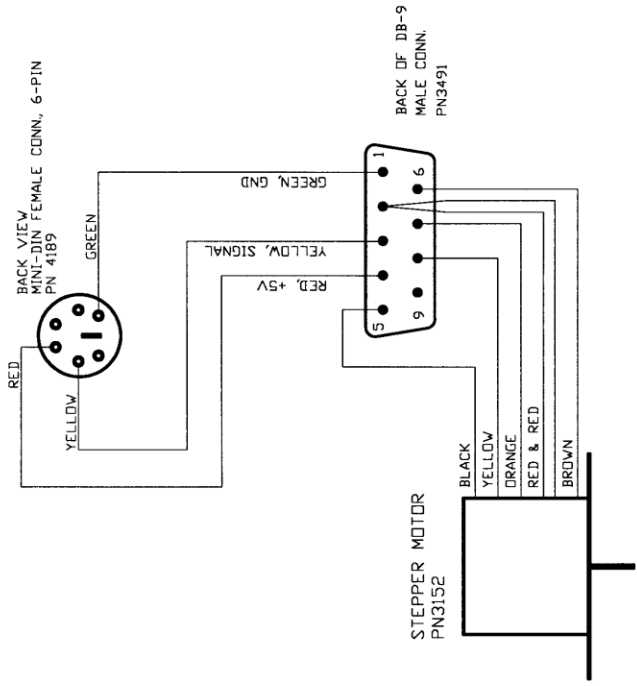 BACK VIEW
MINI-DIN FEMALE CONN., 6-PIN
PN 4189
RED
YELLOW
GREEN
GREEN, GND
YELLOW, SIGNAL
RED, +5V
BACK OF DB-9
MALE CONN.
PN3491
1
6
5
9
STEPPER MOTOR
PN3152
BLACK
YELLOW
ORANGE
RED & RED
BROWN